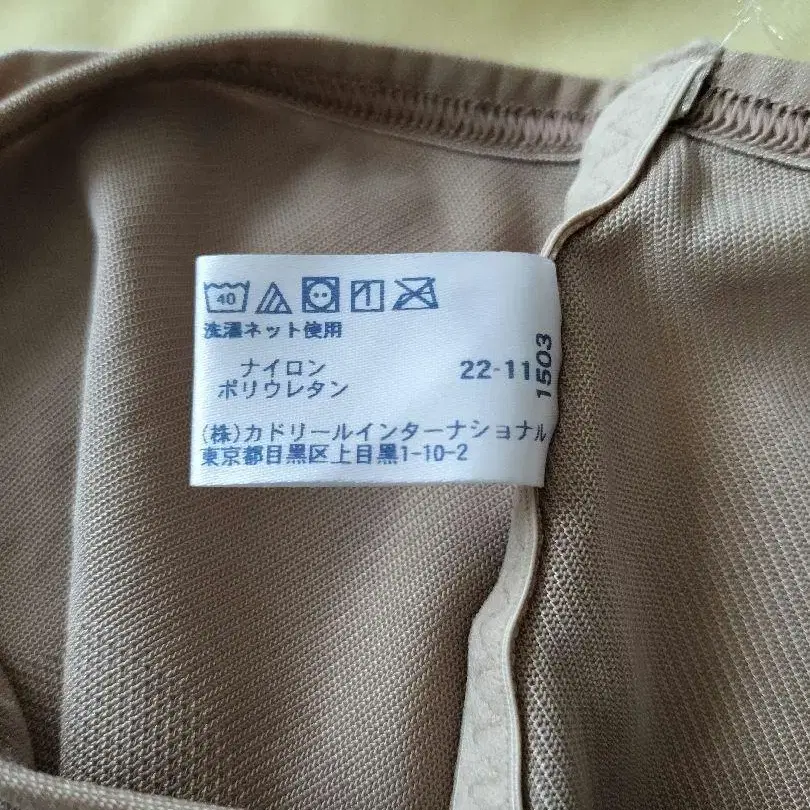 40
洗濯ネット使用
ナイロン
ポリウレタン
22-11
1503
(株)カドリールインターナショナル
東京都目黒区上目黒1-10-2